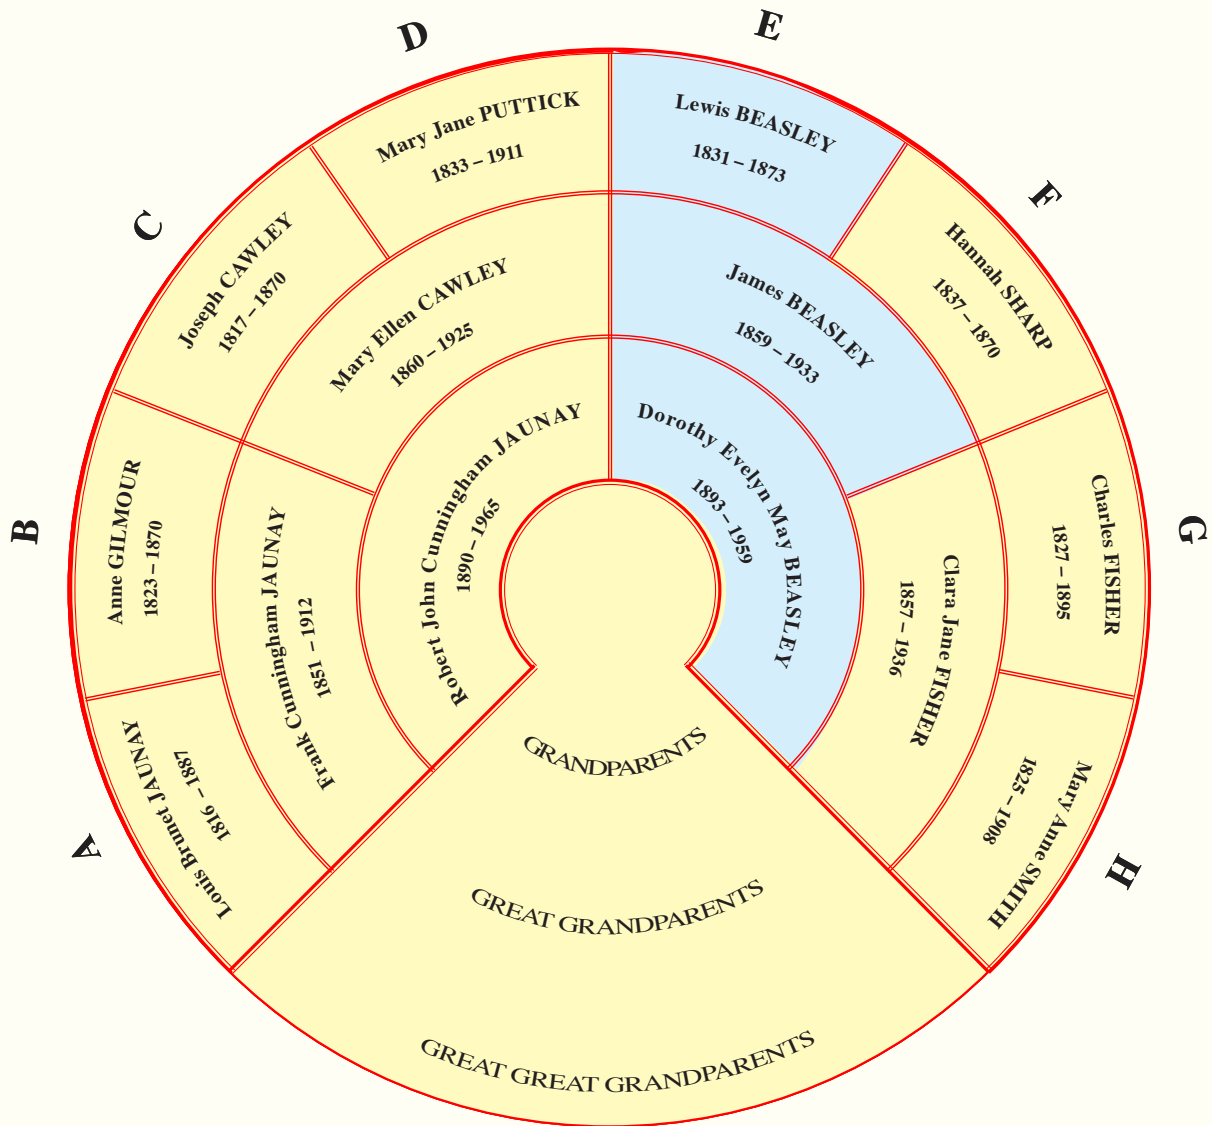 A
B
C
D
E
F
G
H
Louis Brunet JAUNAY
1816 – 1887
Anne GILMOUR
1823 – 1870
Joseph CAWLEY
1817 – 1870
Mary Jane PUTTICK
1833 – 1911
Lewis BEASLEY
1831 – 1873
Hannah SHARP
1837 – 1870
Charles FISHER
1827 – 1895
Mary Anne SMITH
1825 – 1908
Frank Cunningham JAUNAY
1851 – 1912
Mary Ellen CAWLEY
1860 – 1925
James BEASLEY
1859 – 1933
Clara Jane FISHER
1857 – 1936
Robert John Cunningham JAUNAY
1890 – 1965
Dorothy Evelyn May BEASLEY
1893 – 1959
GRANDPARENTS
GREAT GRANDPARENTS
GREAT GREAT GRANDPARENTS